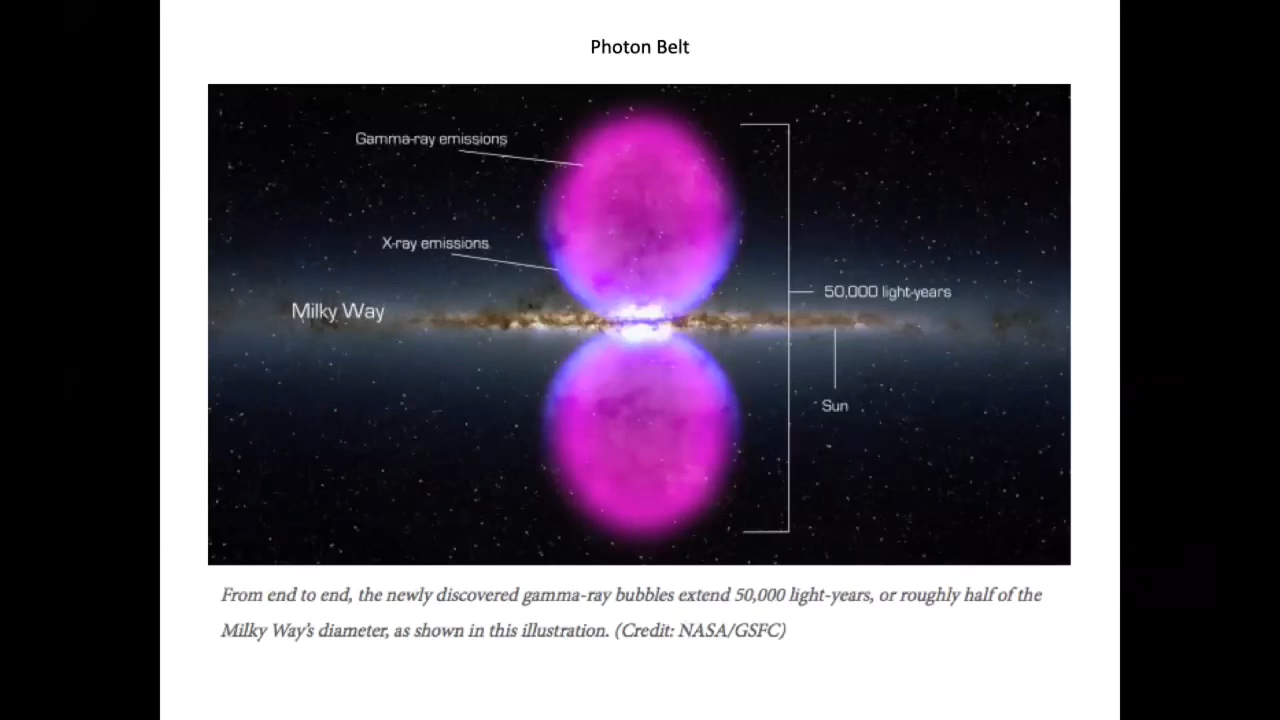 Photon Belt
Gamma-ray emissions
X-ray emissions
50,000 light-years
Milky Way
Sun
From end to end, the newly discovered gamma-ray bubbles extend 50,000 light-years, or roughly half of the
Milky Way's diameter, as shown in this illustration. (Credit: NASA/GSFC)